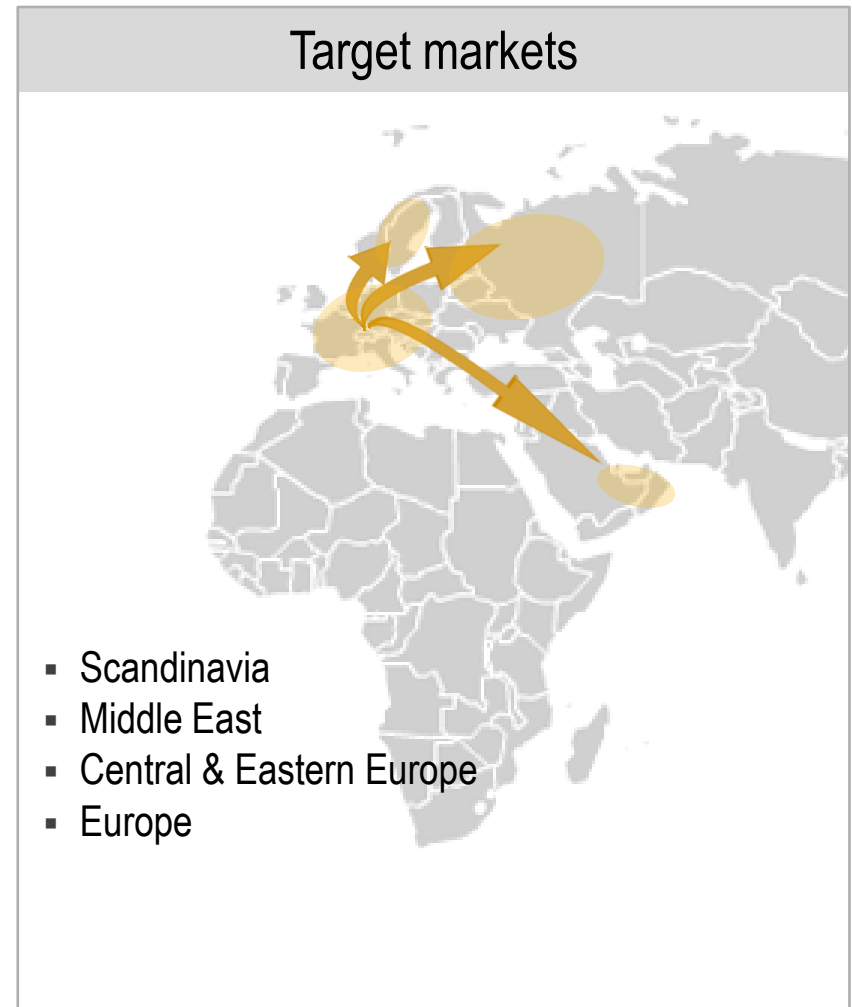 Target markets
▪ Scandinavia
▪ Middle East
▪ Central & Eastern Europe
▪ Europe